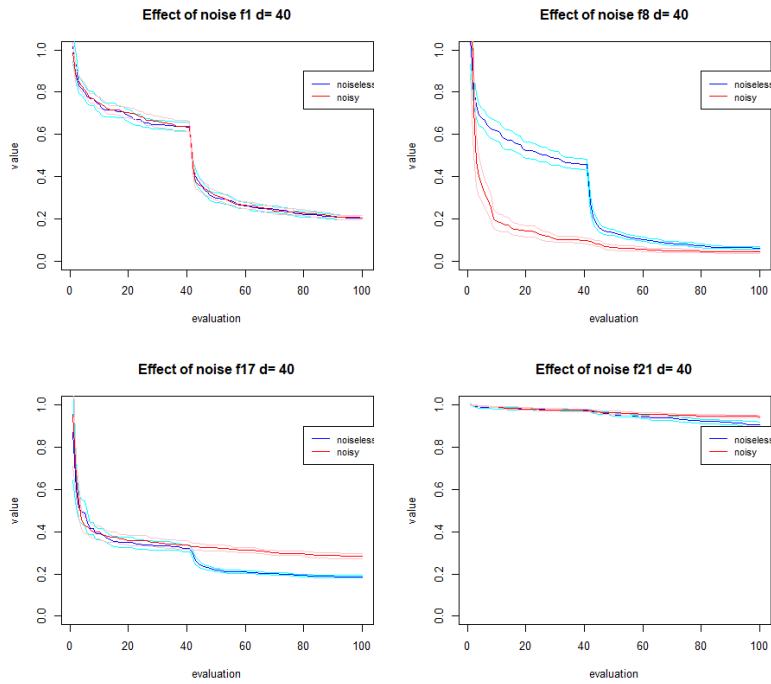 Effect of noise f1 d= 40
value
1.0
0.8
0.6
0.4
0.2
0.0
noiseless
noisy
0 20 40 60 80 100
evaluation
Effect of noise f8 d= 40
value
1.0
0.8
0.6
0.4
0.2
0.0
noiseless
noisy
0 20 40 60 80 100
evaluation
Effect of noise f17 d= 40
value
1.0
0.8
0.6
0.4
0.2
0.0
noiseless
noisy
0 20 40 60 80 100
evaluation
Effect of noise f21 d= 40
value
1.0
0.8
0.6
0.4
0.2
0.0
noiseless
noisy
0 20 40 60 80 100
evaluation